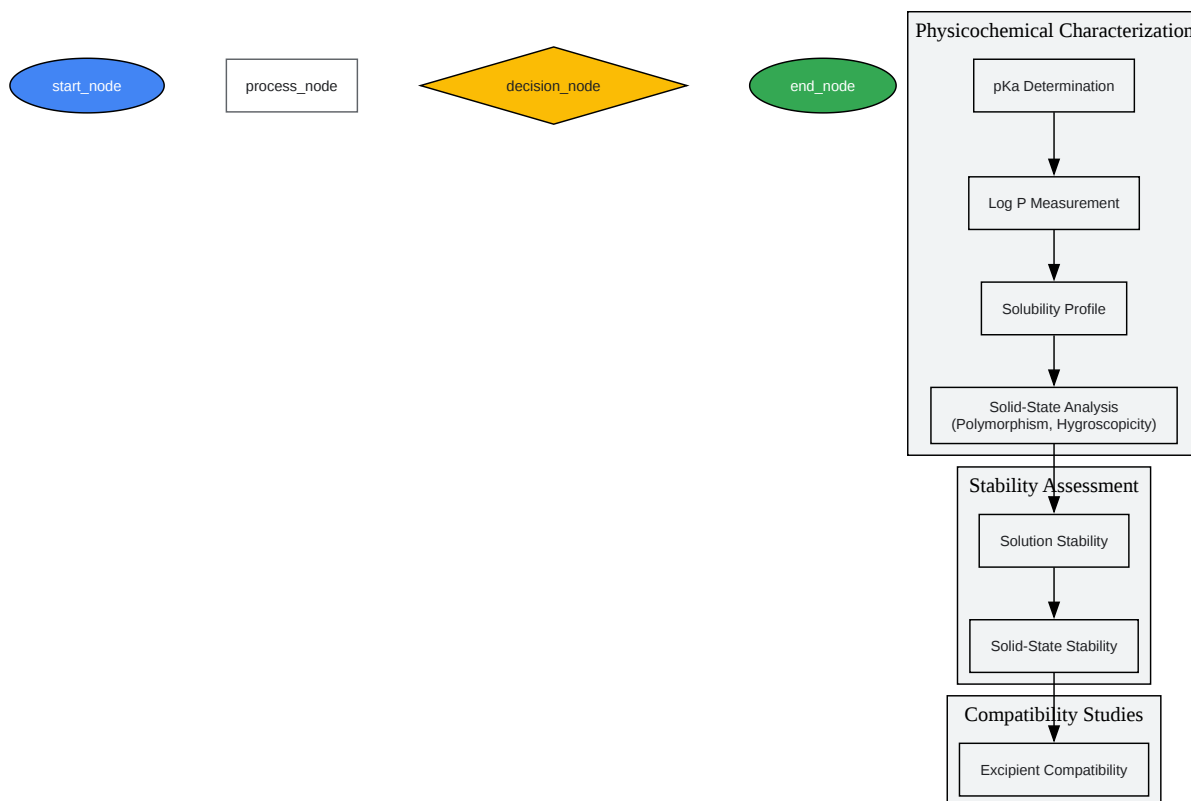 Physicochemical Characterization
start_node
process_node
decision_node
end_node
pKa Determination
Log P Measurement
Solubility Profile
Solid-State Analysis
(Polymorphism, Hygroscopicity)
Stability Assessment
Solution Stability
Solid-State Stability
Compatibility Studies
Excipient Compatibility